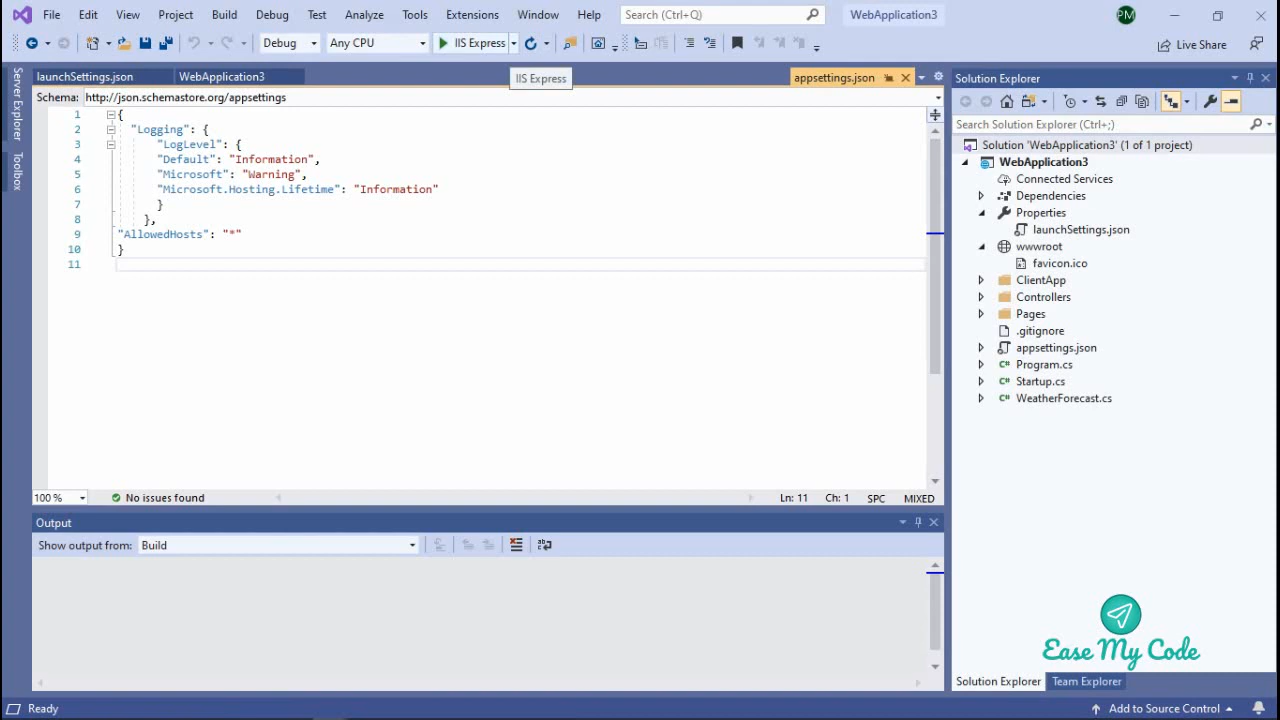 File Edit View Project Build Debug Test Analyze Tools Extensions Window Help Search (Ctrl+Q) WebApplication3 PM
Debug Any CPU IIS Express Live Share
IIS Express
Server Explorer
Toolbox
launchSettings.json WebApplication3 appsettings.json
Schema: http://json.schemastore.org/appsettings
1 {
2 "Logging": {
3 "LogLevel": {
4 "Default": "Information",
5 "Microsoft": "Warning",
6 "Microsoft.Hosting.Lifetime": "Information"
7 }
8 },
9 "AllowedHosts": "*"
10 }
11
100 % No issues found Ln: 11 Ch: 1 SPC MIXED
Output
Show output from: Build
Solution Explorer
Search Solution Explorer (Ctrl+;)
Solution 'WebApplication3' (1 of 1 project)
WebApplication3
Connected Services
Dependencies
Properties
launchSettings.json
wwwroot
favicon.ico
ClientApp
Controllers
Pages
.gitignore
appsettings.json
C# Program.cs
C# Startup.cs
C# WeatherForecast.cs
Ease My Code
Solution Explorer Team Explorer
Ready Add to Source Control